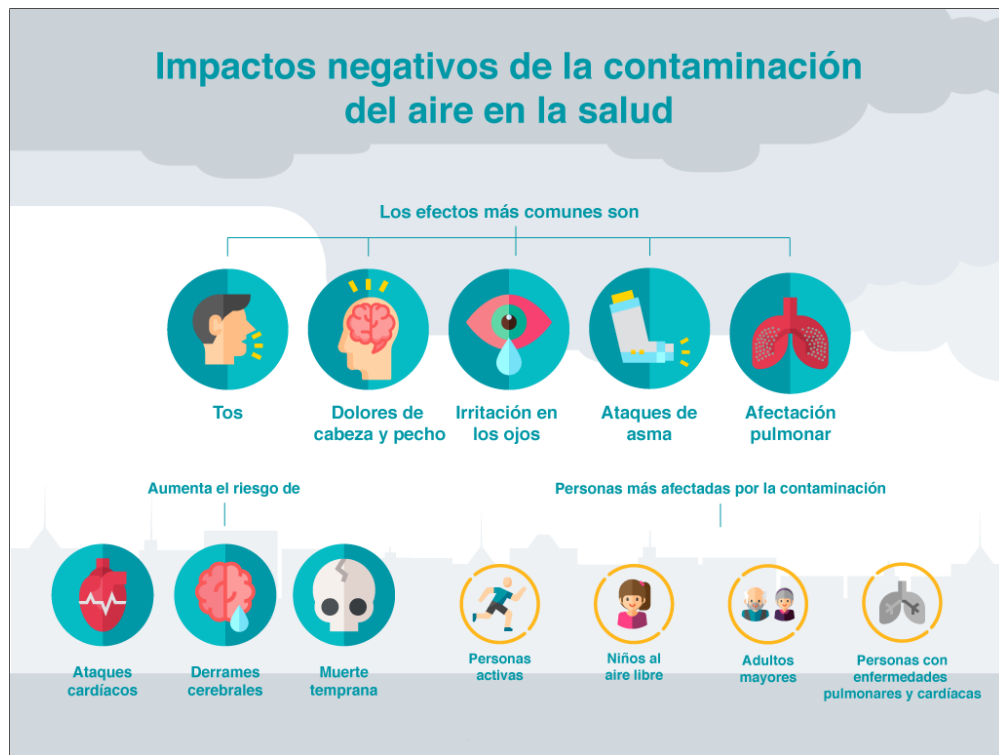 Impactos negativos de la contaminación
del aire en la salud
Los efectos más comunes son
Tos
Dolores de
cabeza y pecho
Irritación en
los ojos
Ataques de
asma
Afectación
pulmonar
Aumenta el riesgo de
Ataques
cardíacos
Derrames
cerebrales
Muerte
temprana
Personas más afectadas por la contaminación
Personas
activas
Niños al
aire libre
Adultos
mayores
Personas con
enfermedades
pulmonares y cardíacas